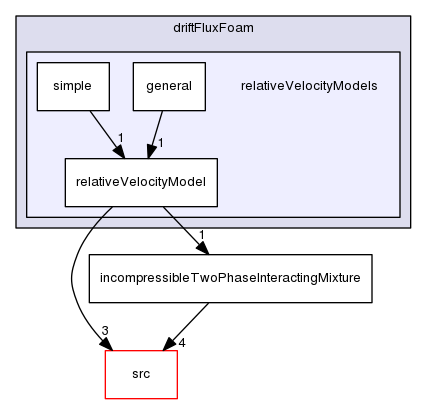 driftFluxFoam
simple
general
relativeVelocityModels
1
1
relativeVelocityModel
1
incompressibleTwoPhaseInteractingMixture
3
4
src